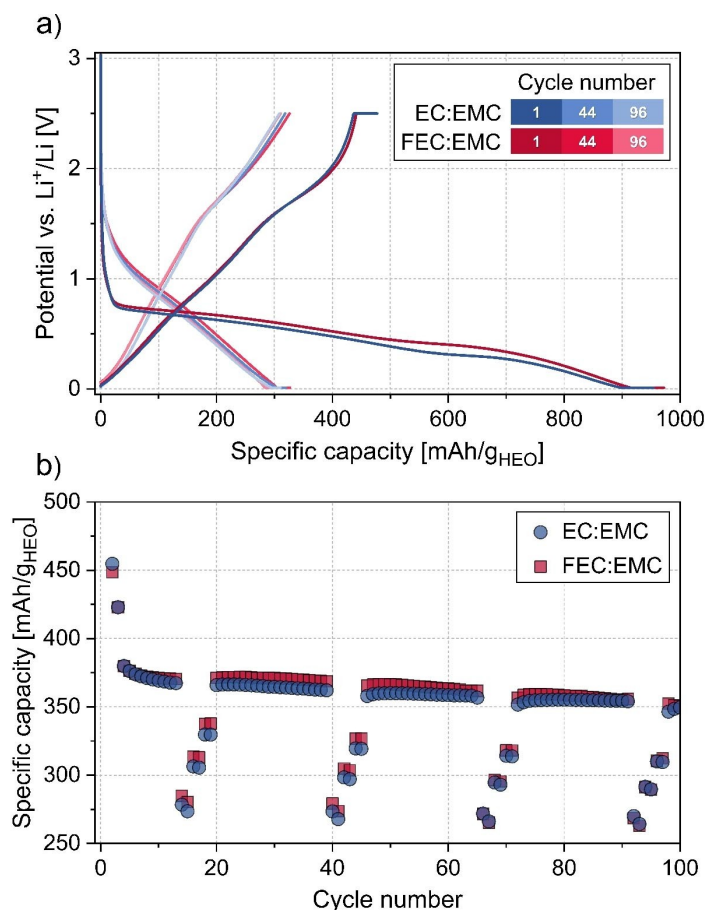 a)
Cycle number
EC:EMC 1 44 96
FEC:EMC 1 44 96
Potential vs. Li⁺/Li [V]
3
2
1
0
0 200 400 600 800 1000
Specific capacity [mAh/g_HEO]
b)
EC:EMC
FEC:EMC
Specific capacity [mAh/g_HEO]
500
450
400
350
300
250
0 20 40 60 80 100
Cycle number